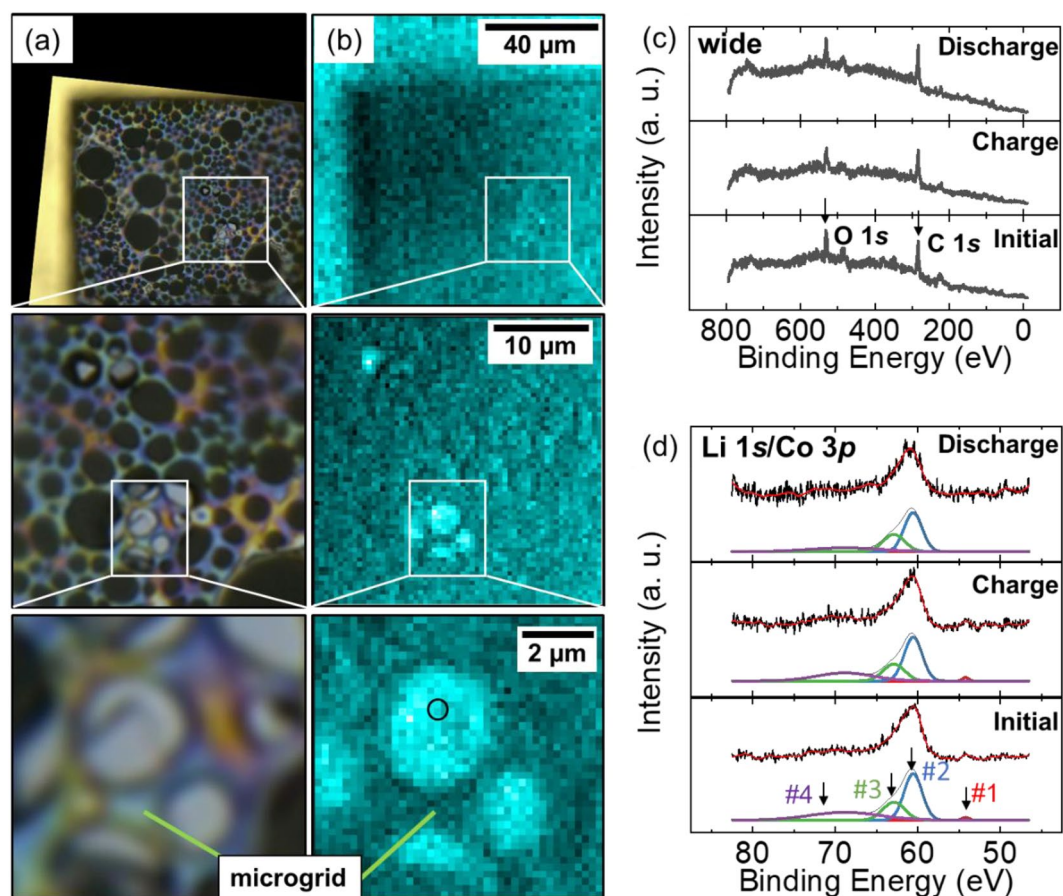 (a)
(b)
40 µm
10 µm
2 µm
microgrid
(c)
wide
Discharge
Charge
Initial
O 1s
C 1s
Intensity (a. u.)
800 600 400 200 0
Binding Energy (eV)
(d)
Li 1s/Co 3p
Discharge
Charge
Initial
#4
#3
#2
#1
Intensity (a. u.)
80 70 60 50
Binding Energy (eV)